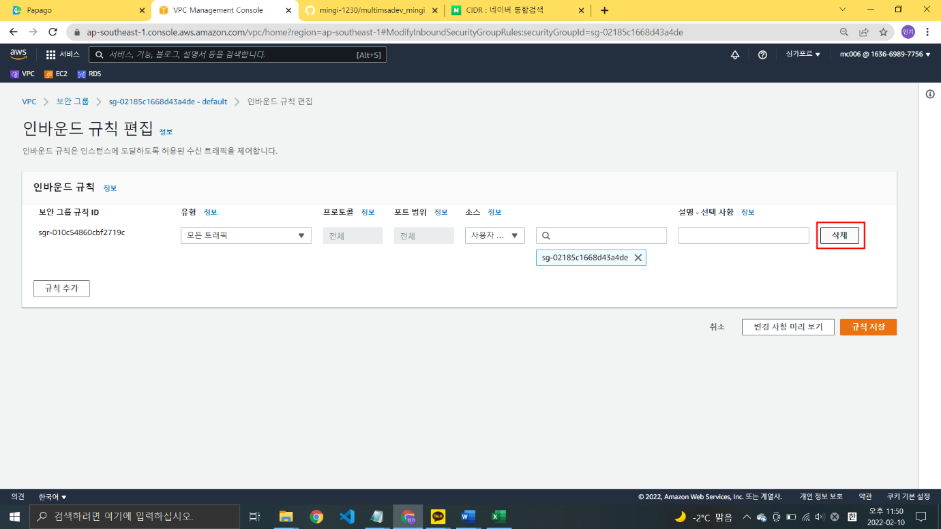 Papago
VPC Management Console
mingi-1230/multimsadev_mingi
CIDR : 네이버 통합검색
ap-southeast-1.console.aws.amazon.com/vpc/home?region=ap-southeast-1#ModifyInboundSecurityGroupRules:securityGroupId=sg-02185c1668d43a4de
민기
aws
서비스
서비스, 기능, 블로그, 설명서 등을 검색합니다.
[Alt+S]
싱가포르
mc006 @ 1636-6989-7756
VPC
EC2
RDS
VPC
보안 그룹
sg-02185c1668d43a4de - default
인바운드 규칙 편집
인바운드 규칙 편집 정보
인바운드 규칙은 인스턴스에 도달하도록 허용된 수신 트래픽을 제어합니다.
인바운드 규칙 정보
보안 그룹 규칙 ID
유형 정보
프로토콜 정보
포트 범위 정보
소스 정보
설명 - 선택 사항 정보
sgr-010c54860cbf2719c
모든 트래픽
전체
전체
사용자 ...
삭제
sg-02185c1668d43a4de
규칙 추가
취소
변경 사항 미리 보기
규칙 저장
의견
한국어
© 2022, Amazon Web Services, Inc. 또는 계열사.
개인 정보 보호
약관
쿠키 기본 설정
검색하려면 여기에 입력하십시오.
-2°C 맑음
오후 11:50
2022-02-10